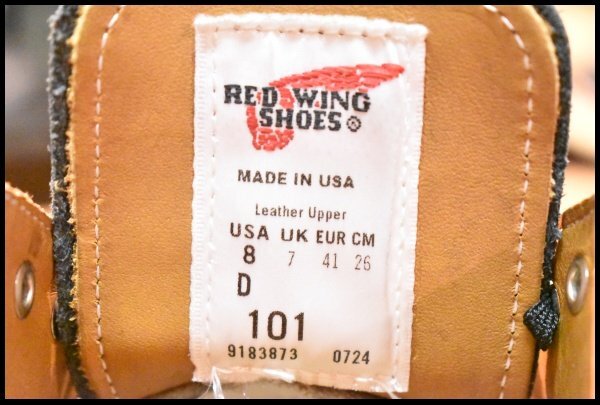 RED WING
SHOES
MADE IN USA
Leather Upper
USA UK EUR CM
8 7 41 26
D
101
9183873 0724